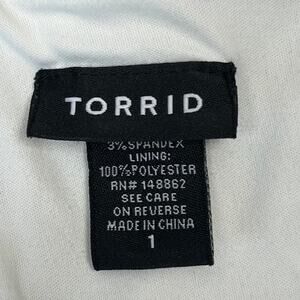 TORRID
3% SPANDEX
LINING:
100% POLYESTER
RN# 148862
SEE CARE
ON REVERSE
MADE IN CHINA
1